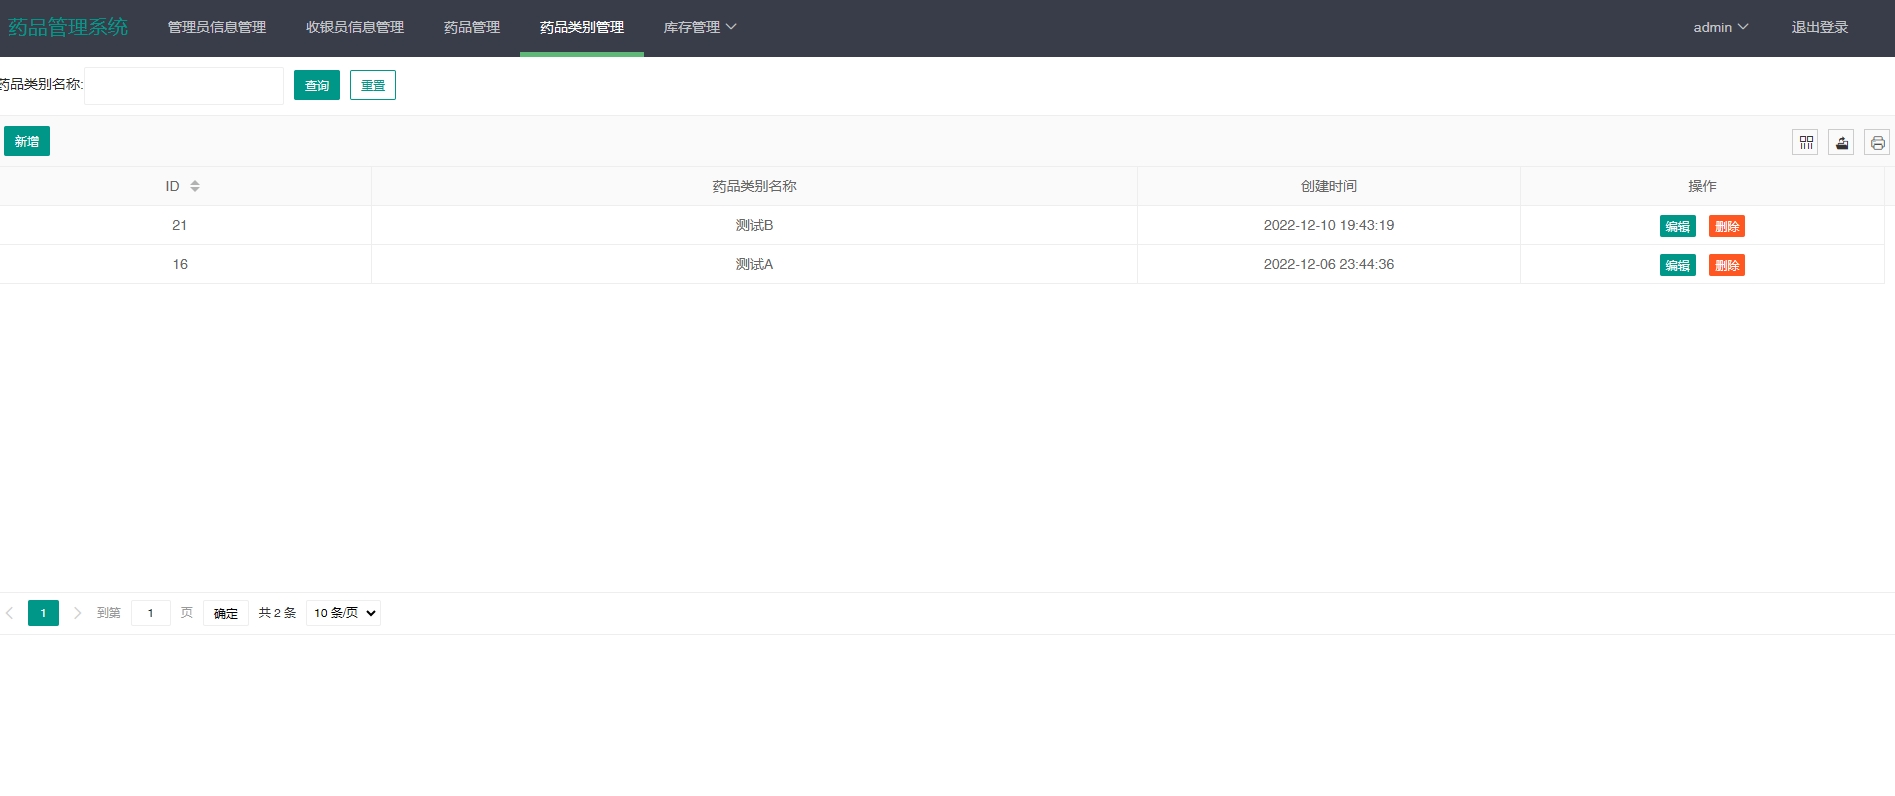 药品管理系统 管理员信息管理 收银员信息管理 药品管理 药品类别管理 库存管理 admin 退出登录
药品类别名称: 查询 重置
新增
ID 药品类别名称 创建时间 操作
21 测试B 2022-12-10 19:43:19 编辑 删除
16 测试A 2022-12-06 23:44:36 编辑 删除
1 到第 1 页 确定 共 2 条 10 条/页